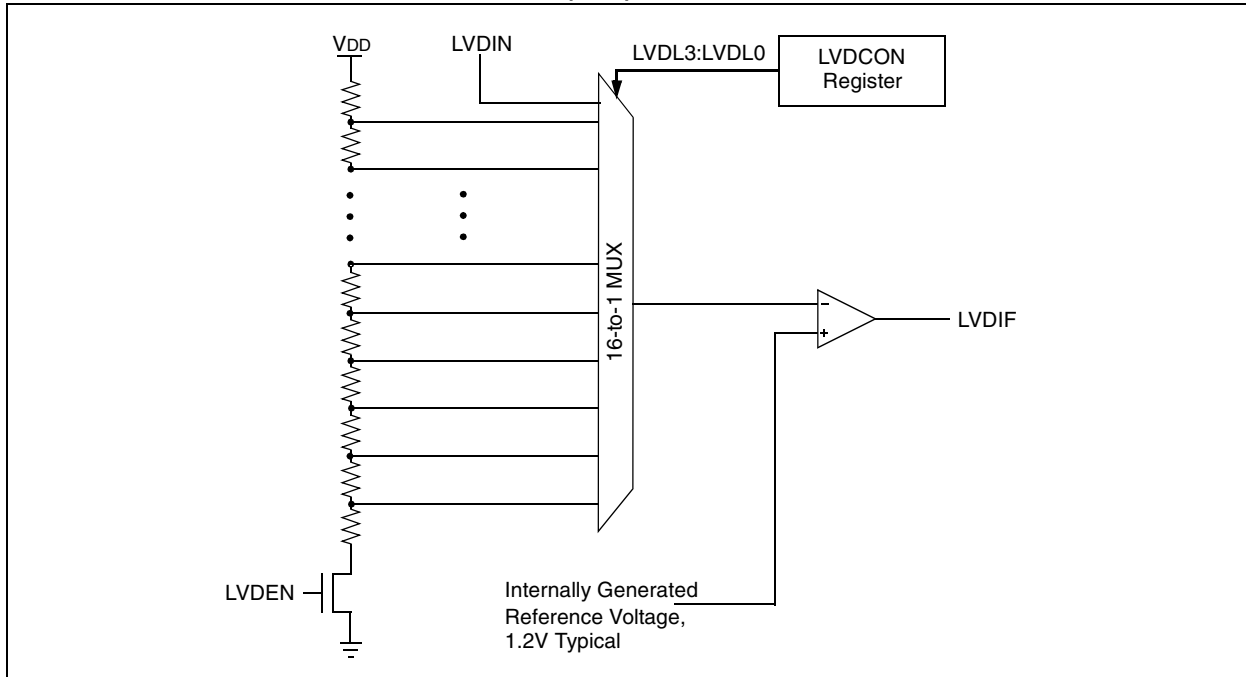 VDD
LVDIN
LVDL3:LVDL0
LVDCON
Register
16-to-1 MUX
−
+
LVDIF
LVDEN
Internally Generated
Reference Voltage,
1.2V Typical